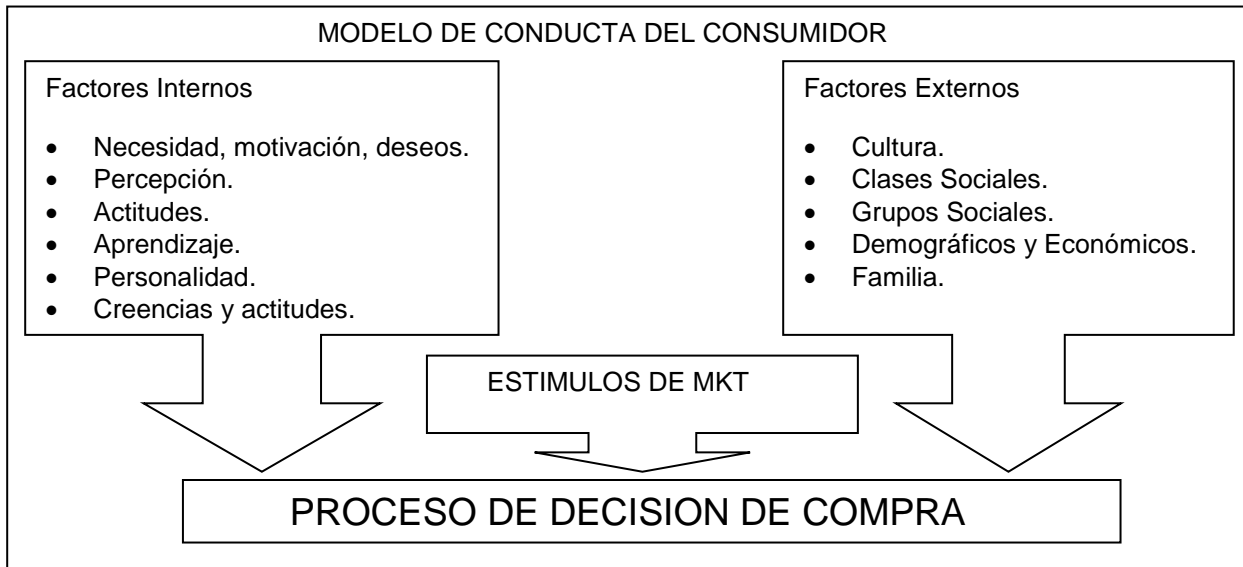 MODELO DE CONDUCTA DEL CONSUMIDOR
Factores Internos
• Necesidad, motivación, deseos.
• Percepción.
• Actitudes.
• Aprendizaje.
• Personalidad.
• Creencias y actitudes.
Factores Externos
• Cultura.
• Clases Sociales.
• Grupos Sociales.
• Demográficos y Económicos.
• Familia.
ESTIMULOS DE MKT
PROCESO DE DECISION DE COMPRA